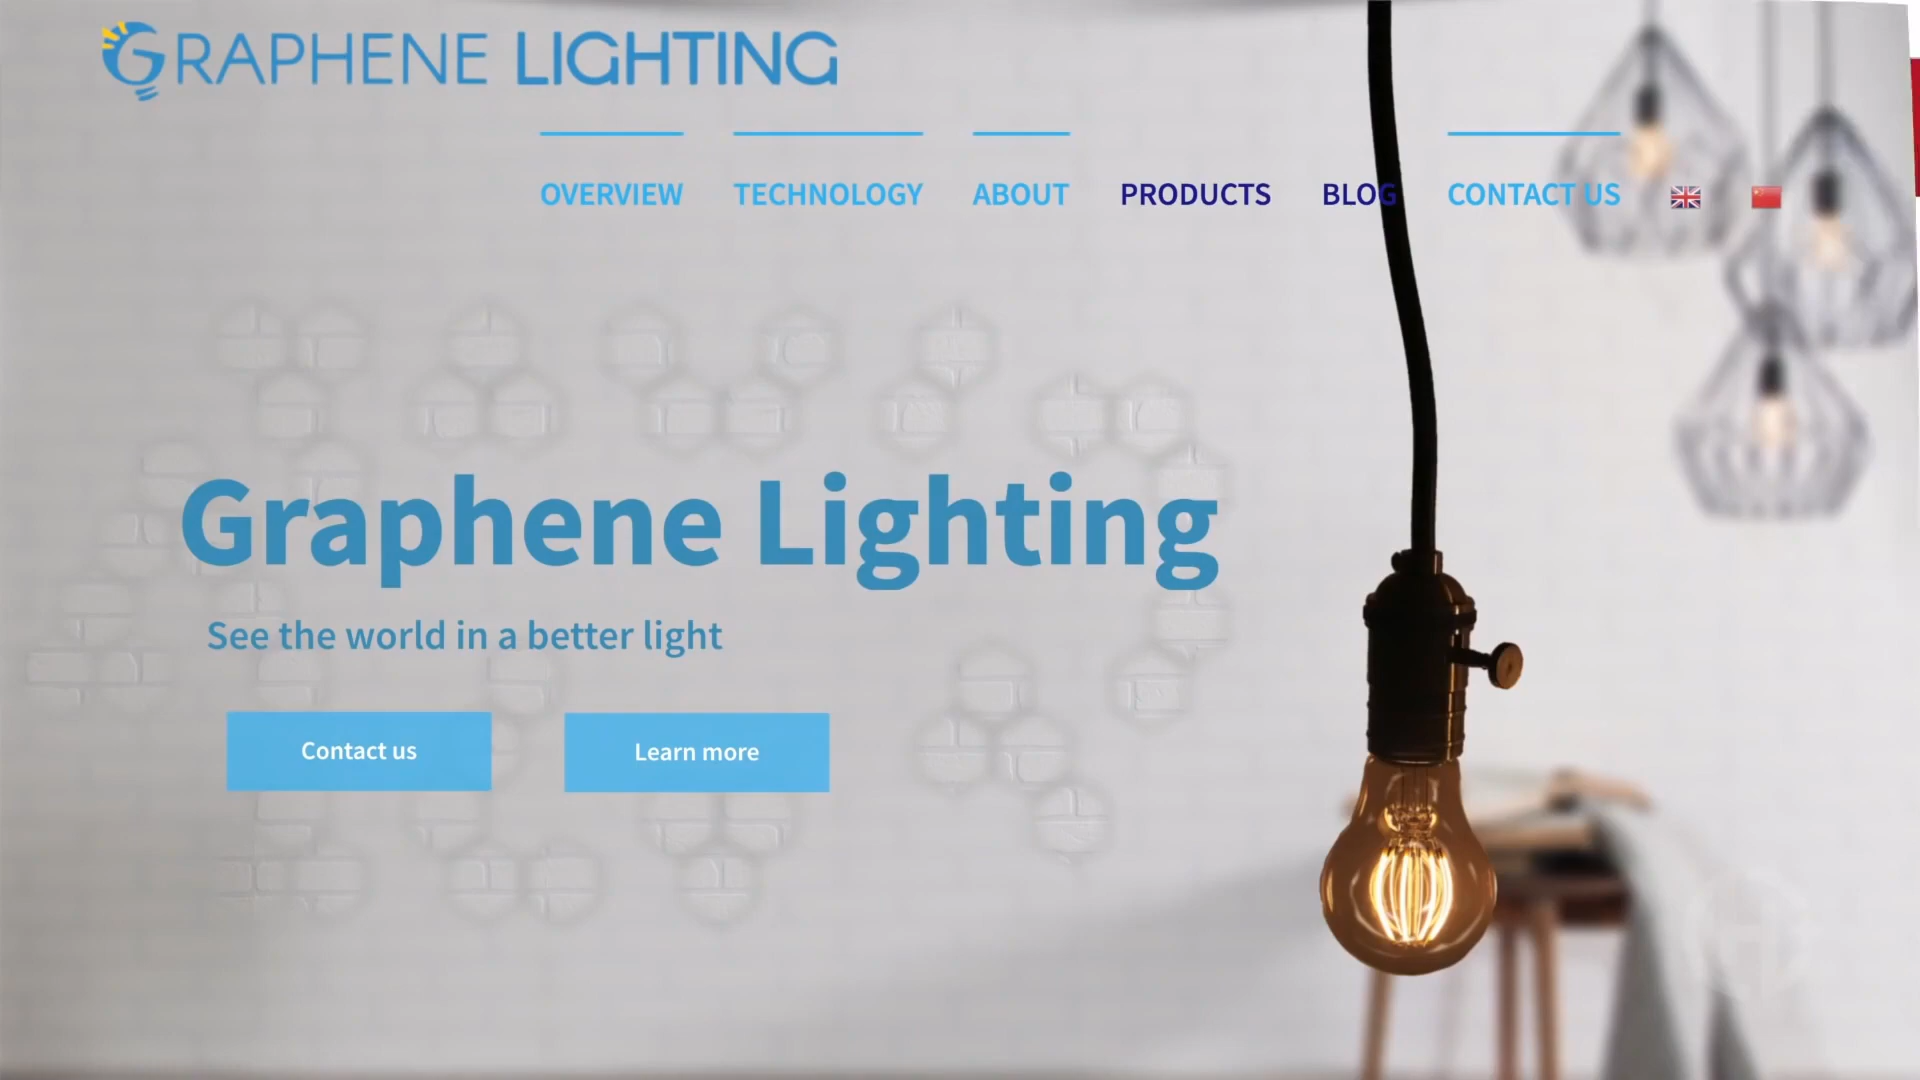 GRAPHENE LIGHTING
OVERVIEW TECHNOLOGY ABOUT PRODUCTS BLOG CONTACT US
Graphene Lighting
See the world in a better light
Contact us Learn more